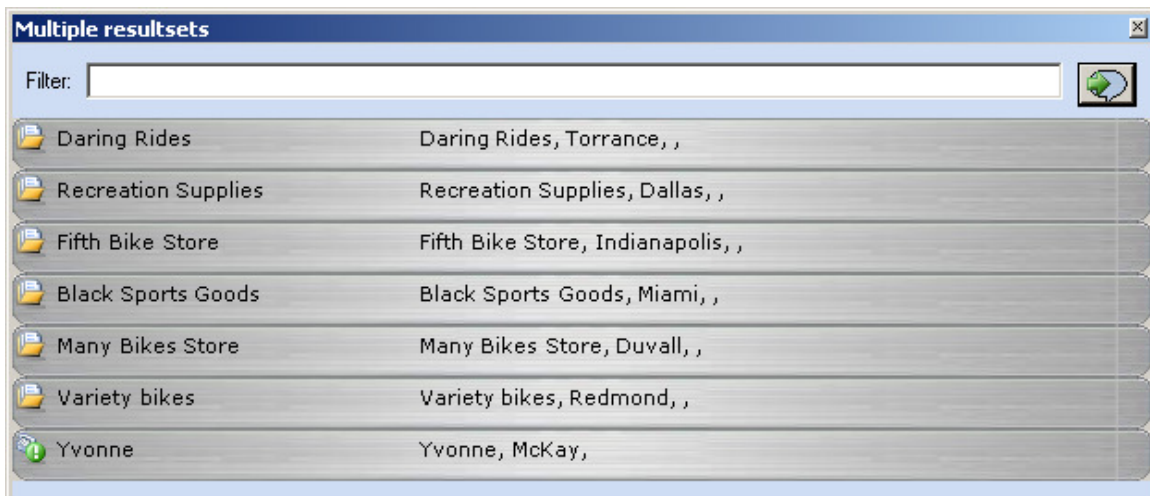 Multiple resultsets
Filter:
Daring Rides Daring Rides, Torrance, ,
Recreation Supplies Recreation Supplies, Dallas, ,
Fifth Bike Store Fifth Bike Store, Indianapolis, ,
Black Sports Goods Black Sports Goods, Miami, ,
Many Bikes Store Many Bikes Store, Duvall, ,
Variety bikes Variety bikes, Redmond, ,
Yvonne Yvonne, McKay,